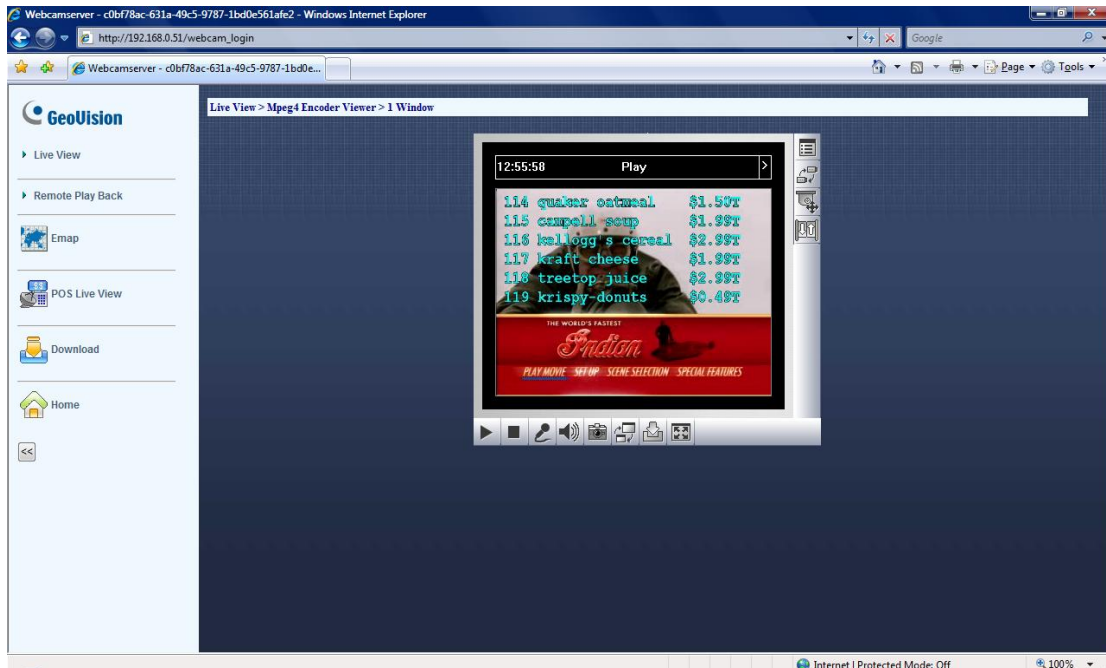 Webcamserver - c0bf78ac-631a-49c5-9787-1bd0e561afe2 - Windows Internet Explorer
http://192.168.0.51/webcam_login
Google
Webcamserver - c0bf78ac-631a-49c5-9787-1bd0e...
Page
Tools
GeoVision
Live View > Mpeg4 Encoder Viewer > 1 Window
Live View
Remote Play Back
Emap
POS Live View
Download
Home
<<
12:55:58 Play >
114 quaker oatmeal $1.50T
115 campell soup $1.99T
116 kellogg's cereal $2.99T
117 kraft cheese $1.99T
118 treetop juice $2.99T
119 krispy-donuts $0.49T
THE WORLD'S FASTEST
Indian
PLAY MOVIE SET UP SCENE SELECTION SPECIAL FEATURES
Internet | Protected Mode: Off
100%